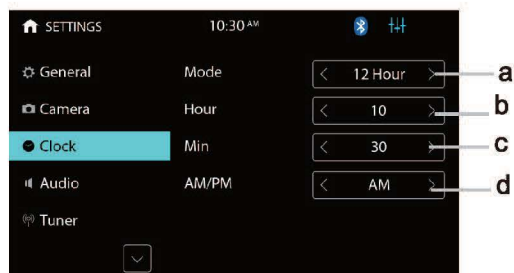 SETTINGS 10:30 AM
General Mode < 12 Hour > a
Camera Hour < 10 > b
Clock Min < 30 > c
Audio AM/PM < AM > d
Tuner